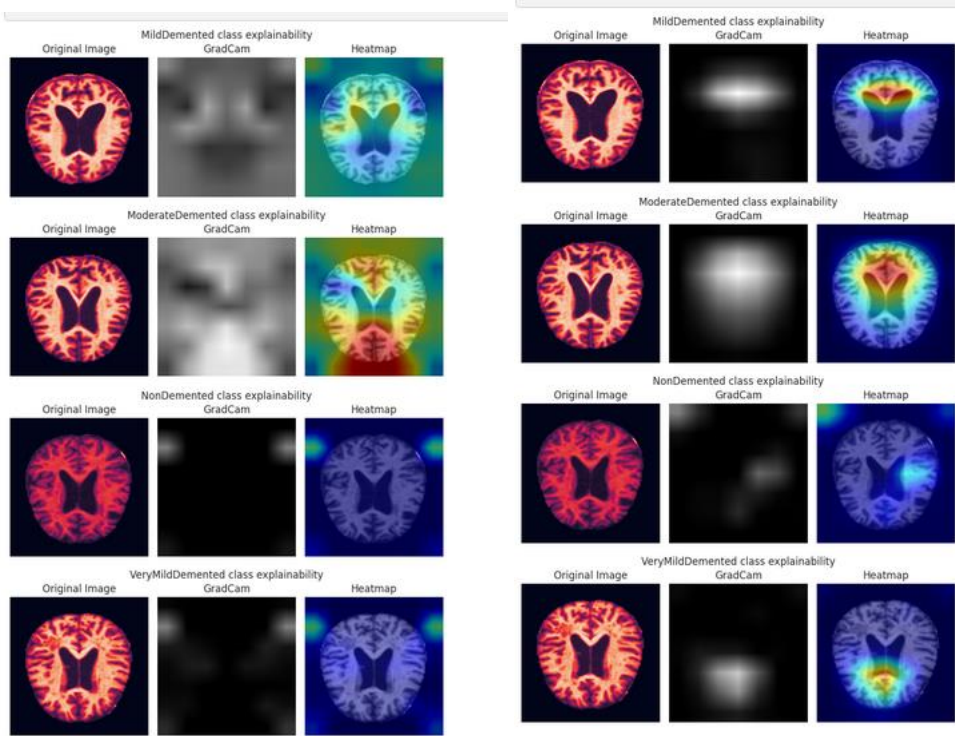 MildDemented class explainability
Original Image GradCam Heatmap
ModerateDemented class explainability
Original Image GradCam Heatmap
NonDemented class explainability
Original Image GradCam Heatmap
VeryMildDemented class explainability
Original Image GradCam Heatmap
MildDemented class explainability
Original Image GradCam Heatmap
ModerateDemented class explainability
Original Image GradCam Heatmap
NonDemented class explainability
Original Image GradCam Heatmap
VeryMildDemented class explainability
Original Image GradCam Heatmap